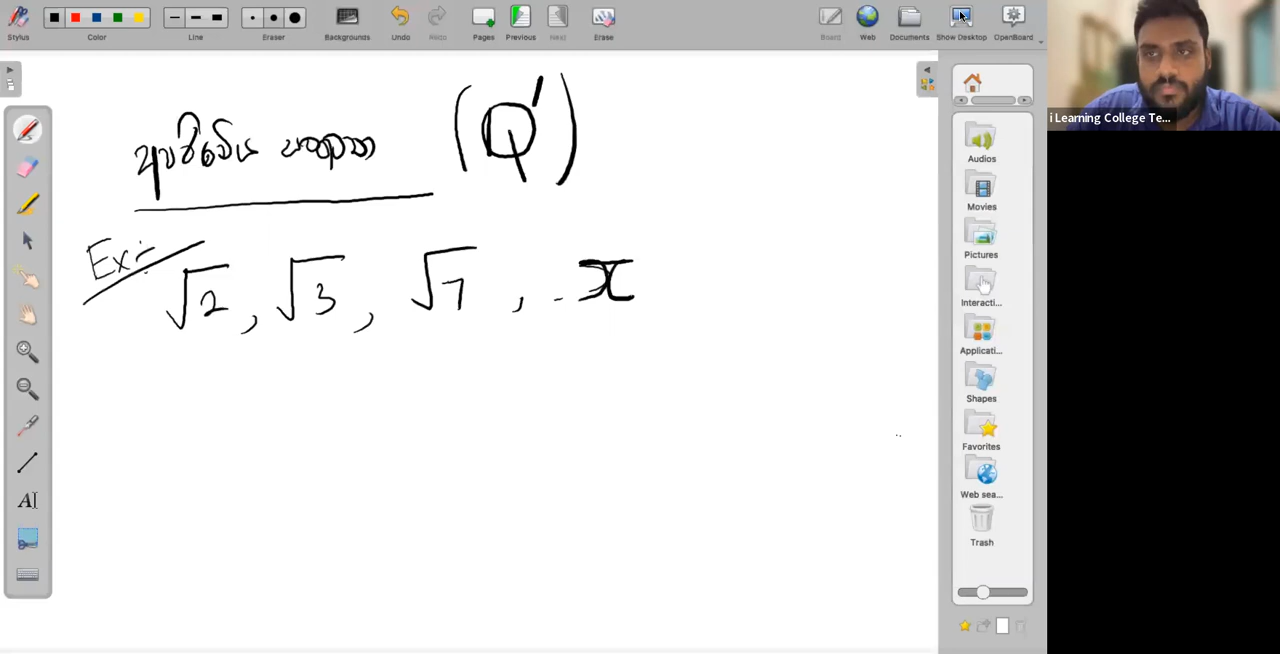 Stylus Color Line Eraser Backgrounds Undo Redo Pages Previous Next Erase Board Web Documents Show Desktop OpenBoard
i Learning College Te...
අපරිමේය සංඛ්‍යා (Q')
Ex:-
√2, √3, √7, .. π
Audios
Movies
Pictures
Interacti...
Applicati...
Shapes
Favorites
Web sea...
Trash